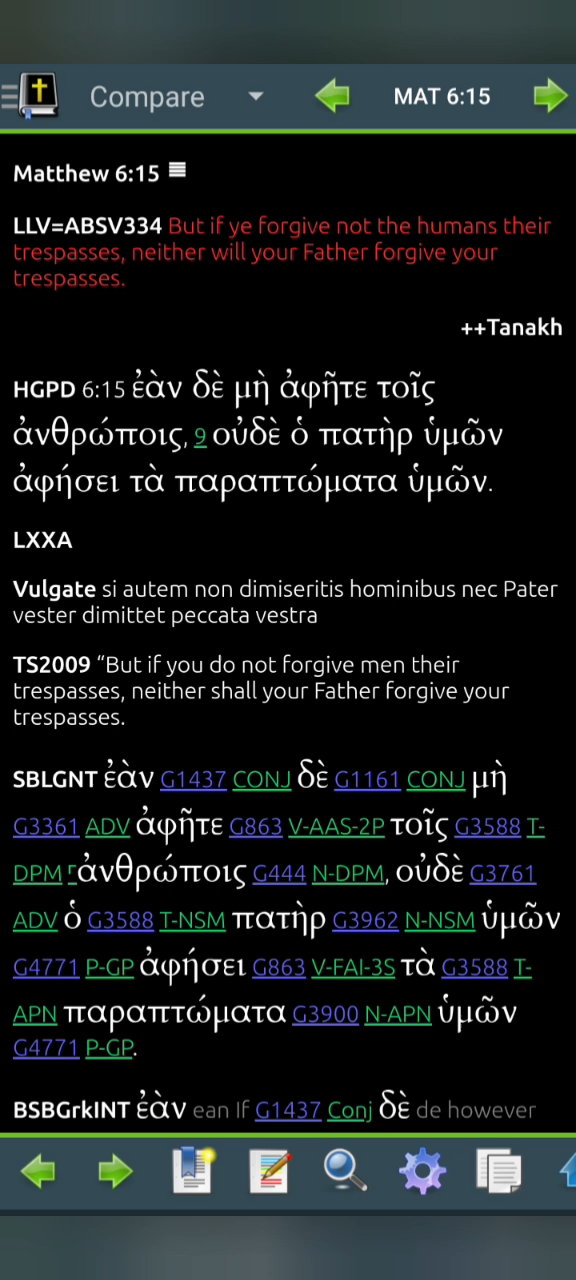 Compare
MAT 6:15
Matthew 6:15
LLV=ABSV334 But if ye forgive not the humans their
trespasses, neither will your Father forgive your
trespasses.
++Tanakh
HGPD 6:15 ἐὰν δὲ μὴ ἀφῆτε τοῖς
ἀνθρώποις, 9 οὐδὲ ὁ πατὴρ ὑμῶν
ἀφήσει τὰ παραπτώματα ὑμῶν.
LXXA
Vulgate si autem non dimiseritis hominibus nec Pater
vester dimittet peccata vestra
TS2009 “But if you do not forgive men their
trespasses, neither shall your Father forgive your
trespasses.
SBLGNT ἐὰν G1437 CONJ δὲ G1161 CONJ μὴ
G3361 ADV ἀφῆτε G863 V-AAS-2P τοῖς G3588 T-
DPM ⸀ἀνθρώποις G444 N-DPM, οὐδὲ G3761
ADV ὁ G3588 T-NSM πατὴρ G3962 N-NSM ὑμῶν
G4771 P-GP ἀφήσει G863 V-FAI-3S τὰ G3588 T-
APN παραπτώματα G3900 N-APN ὑμῶν
G4771 P-GP.
BSBGrkINT ἐὰν ean If G1437 Conj δὲ de however